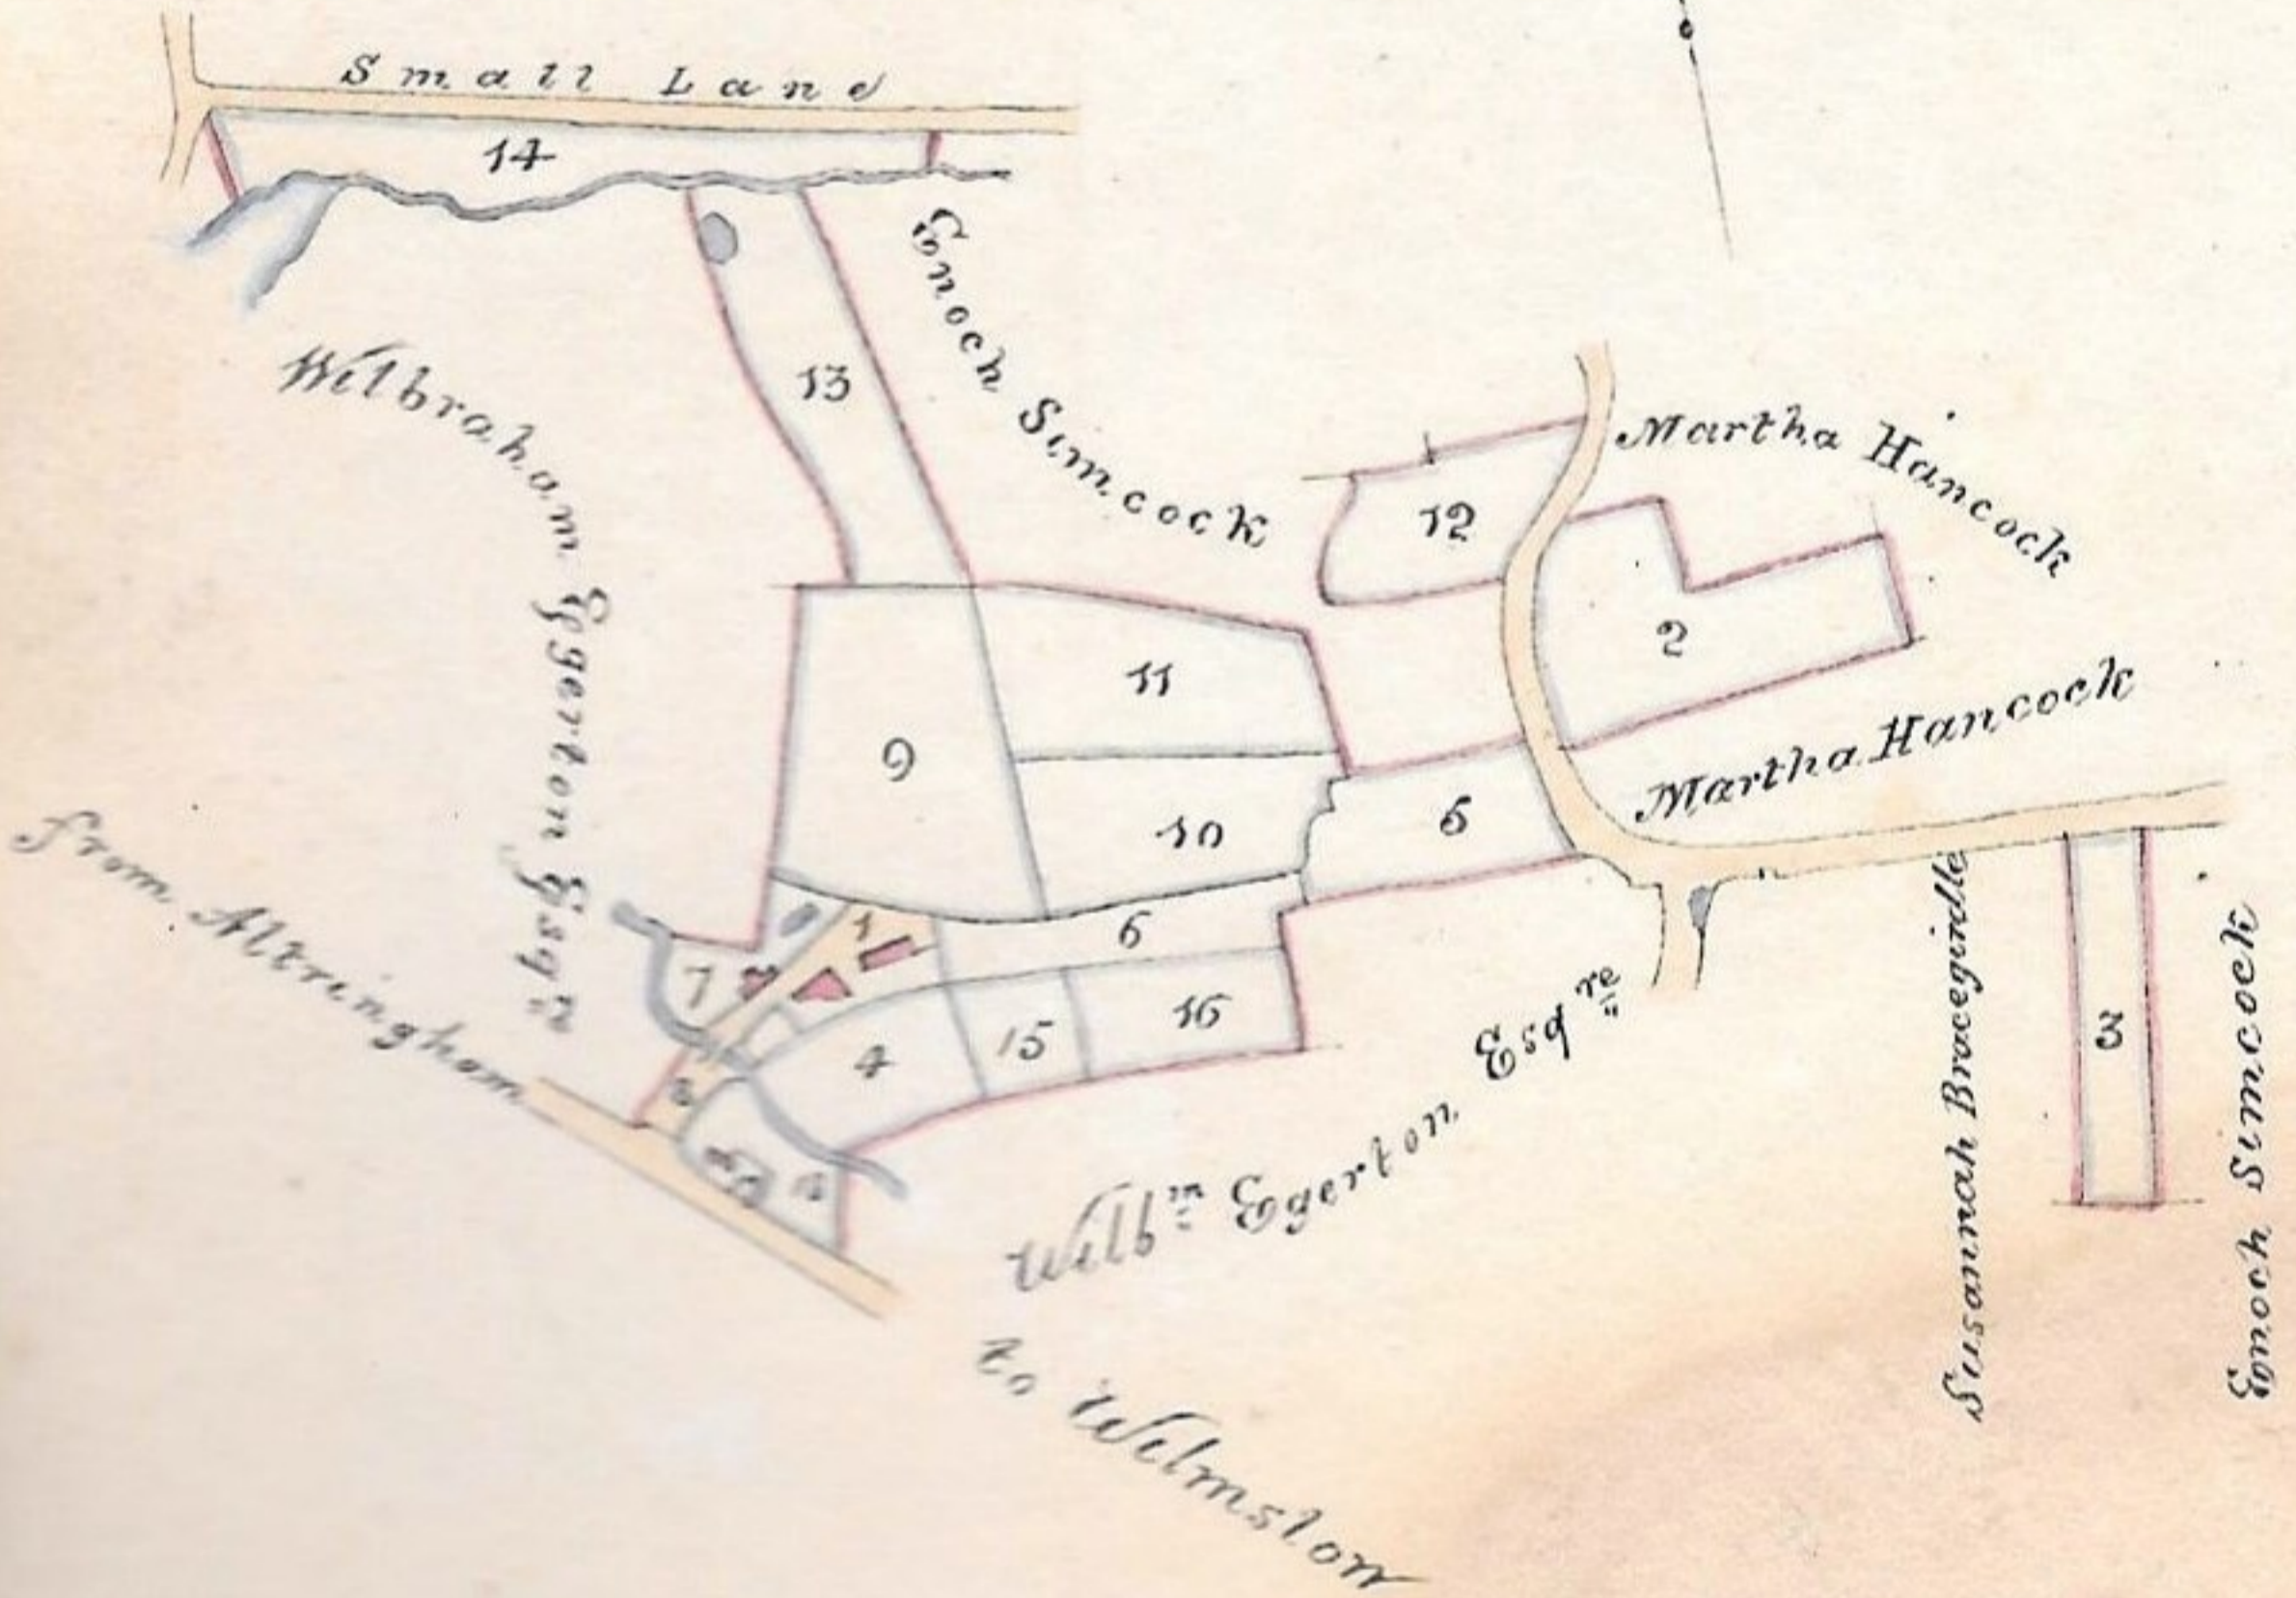 Small Lane
14
Enoch Simcock
13
Wilbraham Egerton Esqre
Martha Hancock
12
2
11
9
Martha Hancock
10
5
from Altringham
6
1
7
3
16
15
4
8
Susannah Bracegirdle
Enoch Simcock
Wilbm Egerton Esqre
to Wilmslow